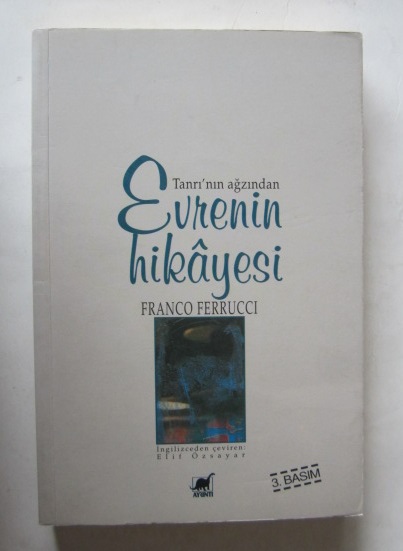 Tanrı'nın ağzından
Evrenin
hikâyesi
FRANCO FERRUCCI
İngilizceden çeviren:
Elif Özsayar
AYRINTI
3. BASIM